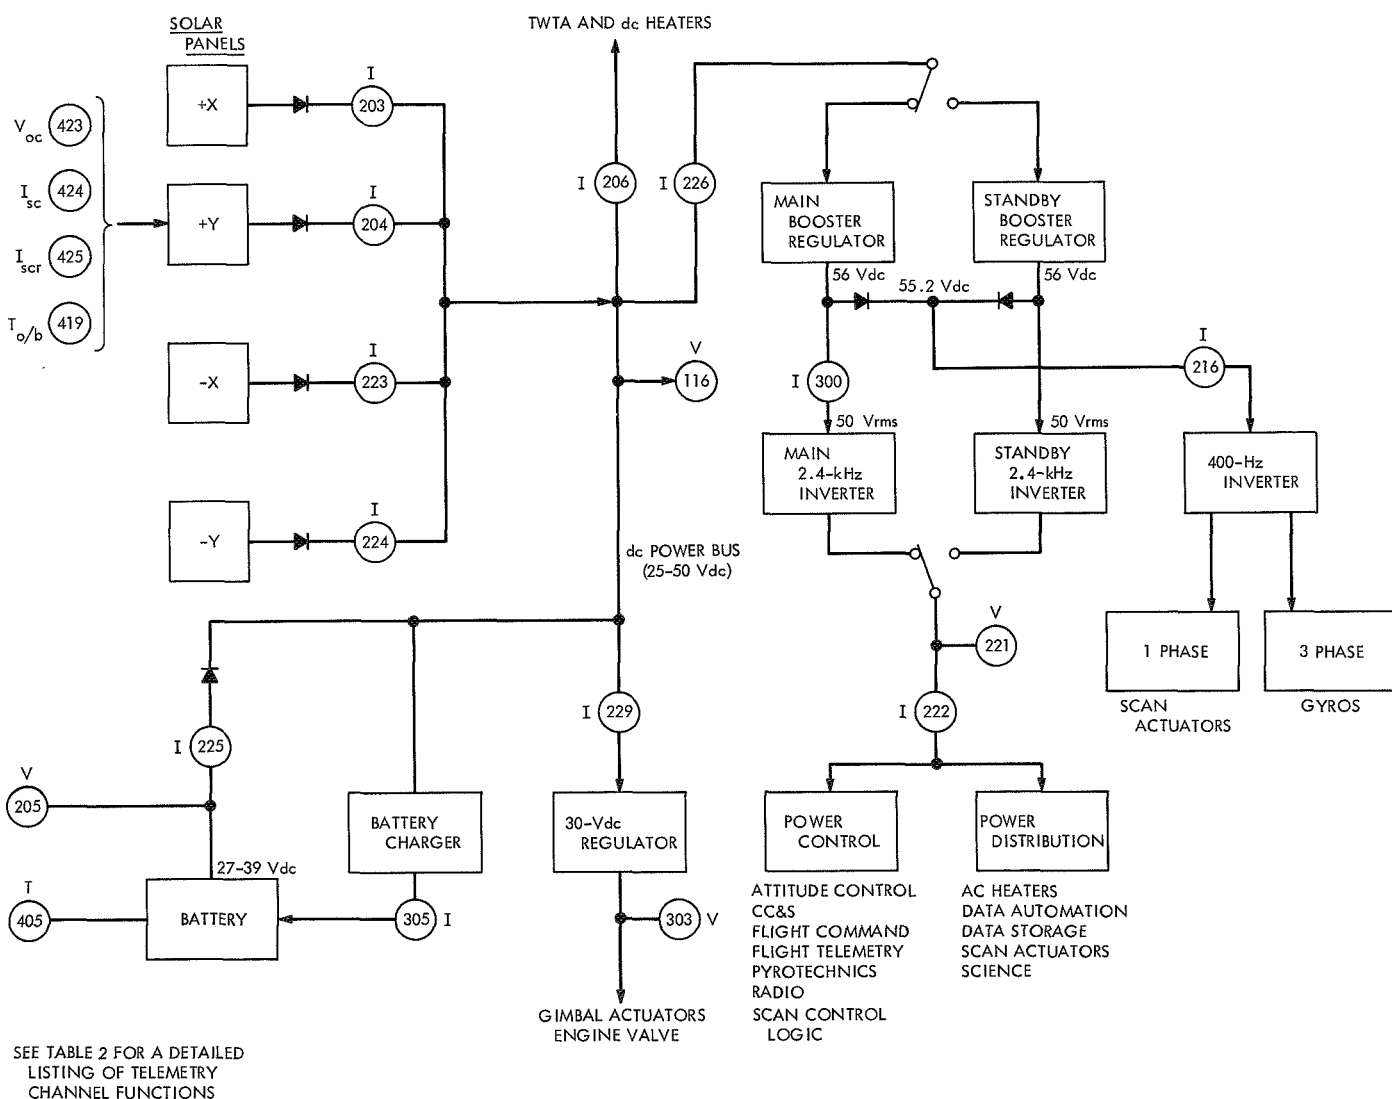 SOLAR
PANELS
TWTA AND dc HEATERS
+X
I
203
V oc
423
I sc
424
I scr
425
T o/b
419
+Y
I
204
-X
I
223
-Y
I
224
I
206
I
226
V
116
MAIN
BOOSTER
REGULATOR
STANDBY
BOOSTER
REGULATOR
56 Vdc
55.2 Vdc
56 Vdc
I
300
I
216
50 Vrms
50 Vrms
MAIN
2.4-kHz
INVERTER
STANDBY
2.4-kHz
INVERTER
400-Hz
INVERTER
dc POWER BUS
(25-50 Vdc)
V
221
I
222
1 PHASE
3 PHASE
SCAN
ACTUATORS
GYROS
I
225
I
229
V
205
T
405
27-39 Vdc
BATTERY
BATTERY
CHARGER
305
I
30-Vdc
REGULATOR
303
V
GIMBAL ACTUATORS
ENGINE VALVE
POWER
CONTROL
POWER
DISTRIBUTION
ATTITUDE CONTROL
CC&S
FLIGHT COMMAND
FLIGHT TELEMETRY
PYROTECHNICS
RADIO
SCAN CONTROL
LOGIC
AC HEATERS
DATA AUTOMATION
DATA STORAGE
SCAN ACTUATORS
SCIENCE
SEE TABLE 2 FOR A DETAILED
LISTING OF TELEMETRY
CHANNEL FUNCTIONS